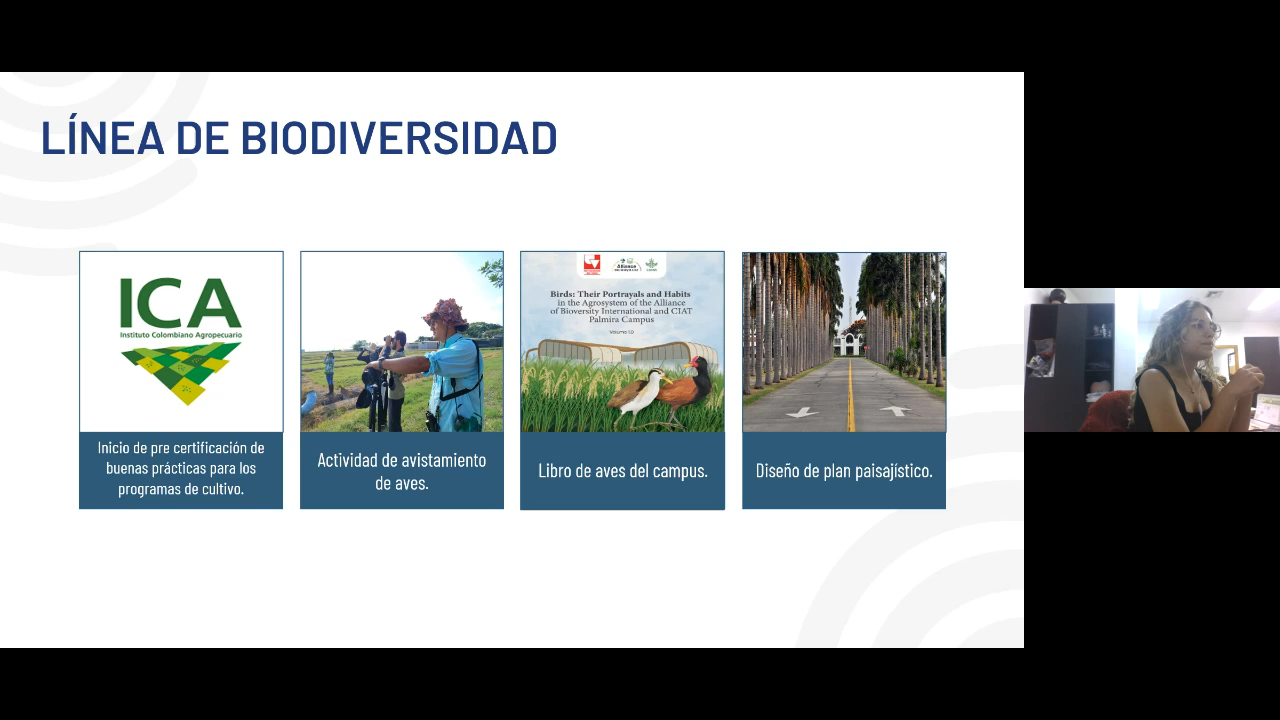 LÍNEA DE BIODIVERSIDAD
ICA
Instituto Colombiano Agropecuario
Inicio de pre certificación de
buenas prácticas para los
programas de cultivo.
Actividad de avistamiento
de aves.
Alliance
Birds: Their Portrayals and Habits
in the Agrosystem of the Alliance
of Bioversity International and CIAT
Palmira Campus
Volume 1.0
Libro de aves del campus.
Diseño de plan paisajístico.